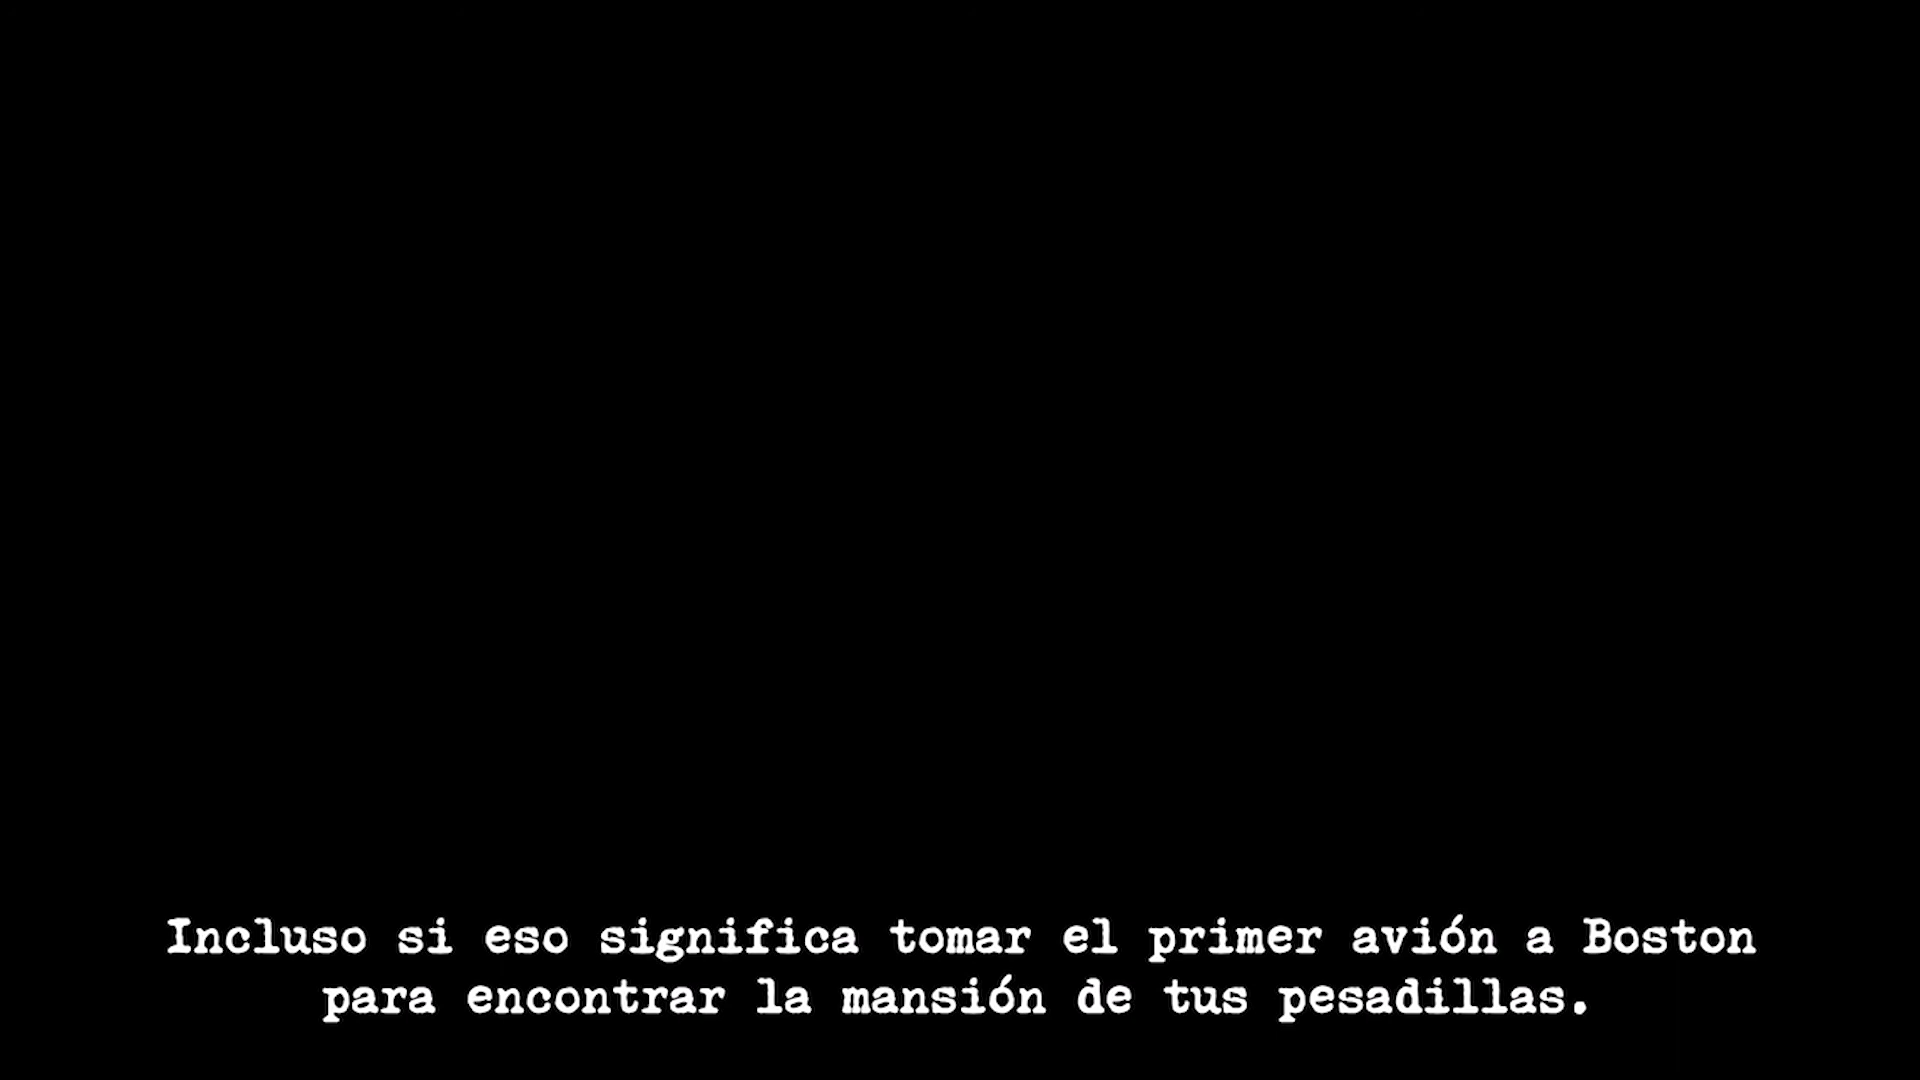 Incluso si eso significa tomar el primer avión a Boston
para encontrar la mansión de tus pesadillas.